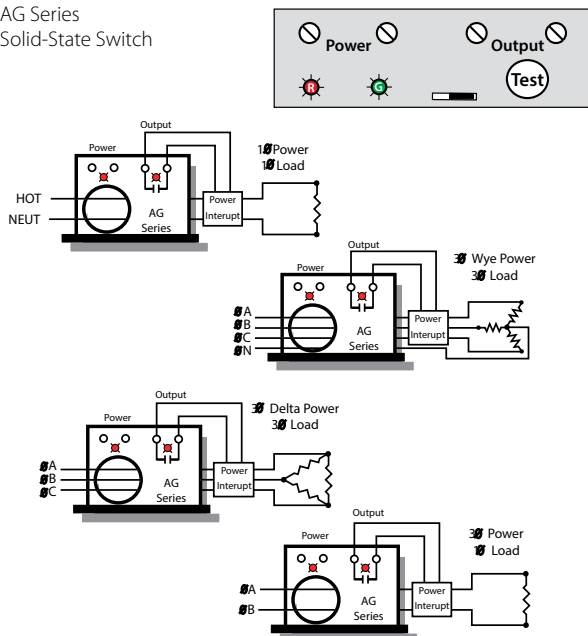 AG Series
Solid-State Switch
Power
Output
R
G
Test
Output
Power
1Ø Power
1Ø Load
HOT
NEUT
AG
Series
Power
Interupt
Output
Power
3Ø Wye Power
3Ø Load
ØA
ØB
ØC
ØN
AG
Series
Power
Interupt
Output
Power
3Ø Delta Power
3Ø Load
ØA
ØB
ØC
AG
Series
Power
Interupt
Output
Power
3Ø Power
1Ø Load
ØA
ØB
AG
Series
Power
Interupt